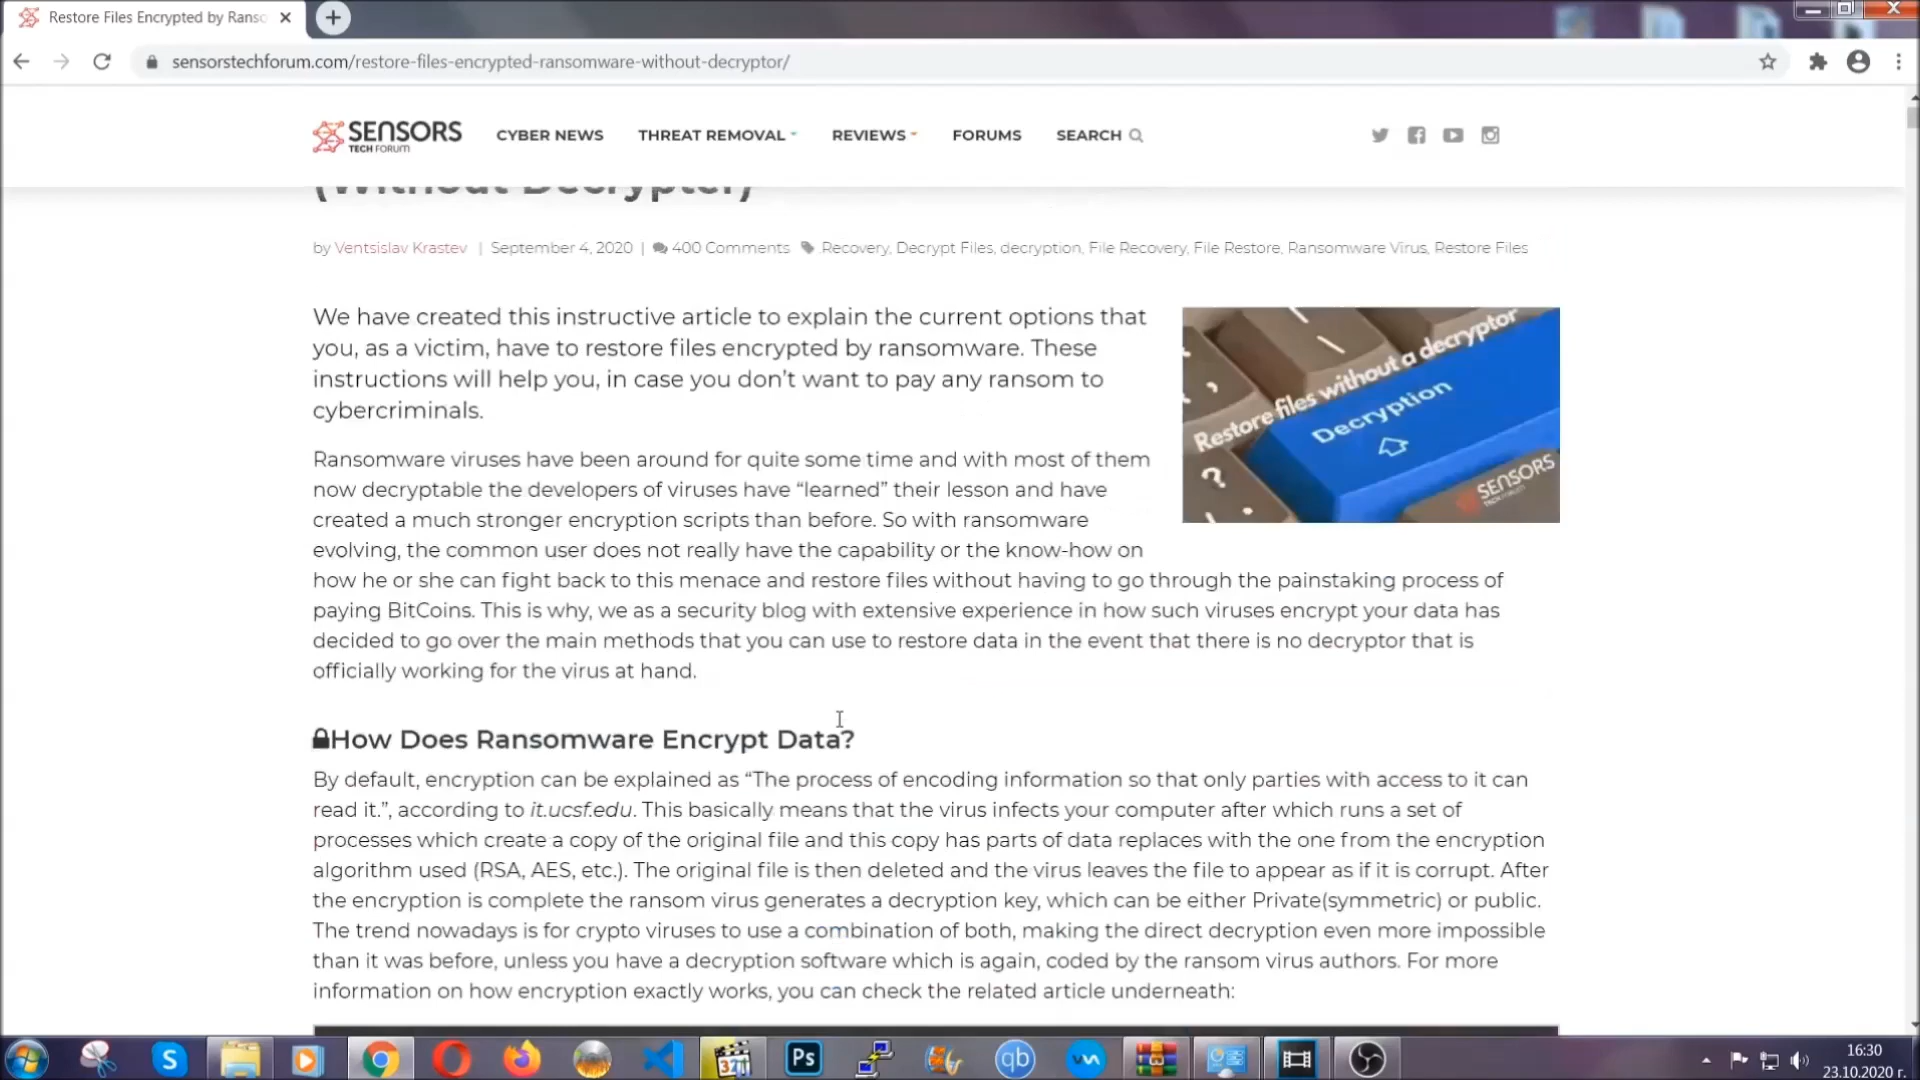 Restore Files Encrypted by Ranso
sensorstechforum.com/restore-files-encrypted-ransomware-without-decryptor/
SENSORS
TECH FORUM
CYBER NEWS
THREAT REMOVAL
REVIEWS
FORUMS
SEARCH
(Without Decrypter)
by Ventsislav Krastev | September 4, 2020 | 400 Comments Recovery, Decrypt Files, decryption, File Recovery, File Restore, Ransomware Virus, Restore Files
We have created this instructive article to explain the current options that
you, as a victim, have to restore files encrypted by ransomware. These
instructions will help you, in case you don't want to pay any ransom to
cybercriminals.
Restore files without a decryptor
Decryption
SENSORS
Ransomware viruses have been around for quite some time and with most of them
now decryptable the developers of viruses have “learned” their lesson and have
created a much stronger encryption scripts than before. So with ransomware
evolving, the common user does not really have the capability or the know-how on
how he or she can fight back to this menace and restore files without having to go through the painstaking process of
paying BitCoins. This is why, we as a security blog with extensive experience in how such viruses encrypt your data has
decided to go over the main methods that you can use to restore data in the event that there is no decryptor that is
officially working for the virus at hand.
How Does Ransomware Encrypt Data?
By default, encryption can be explained as “The process of encoding information so that only parties with access to it can
read it.”, according to it.ucsf.edu. This basically means that the virus infects your computer after which runs a set of
processes which create a copy of the original file and this copy has parts of data replaces with the one from the encryption
algorithm used (RSA, AES, etc.). The original file is then deleted and the virus leaves the file to appear as if it is corrupt. After
the encryption is complete the ransom virus generates a decryption key, which can be either Private(symmetric) or public.
The trend nowadays is for crypto viruses to use a combination of both, making the direct decryption even more impossible
than it was before, unless you have a decryption software which is again, coded by the ransom virus authors. For more
information on how encryption exactly works, you can check the related article underneath:
S
321
Ps
qb
16:30
23.10.2020 г.